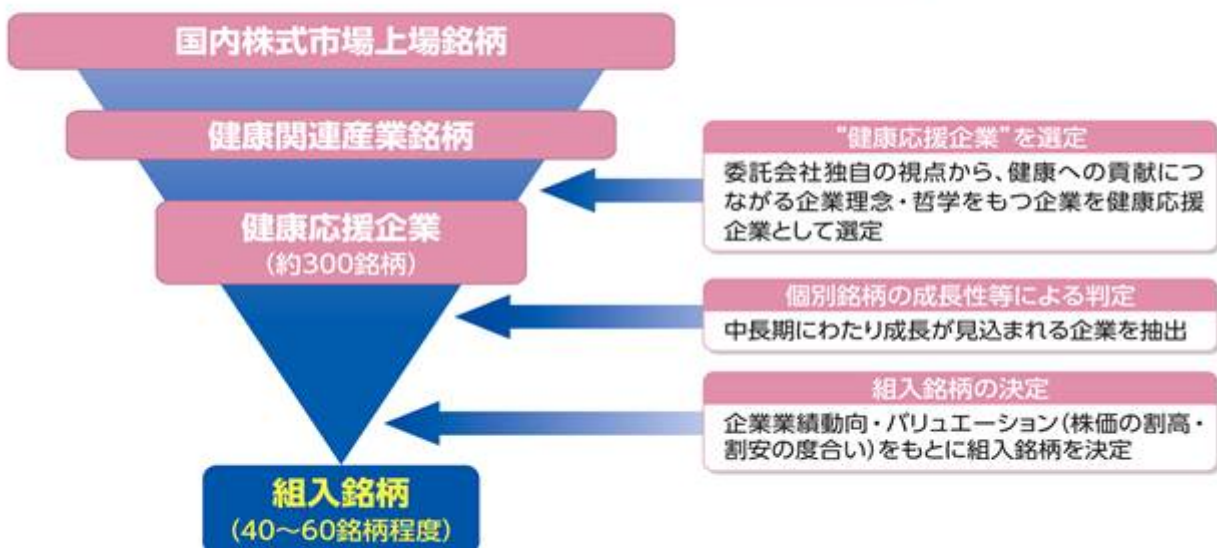 国内株式市場上場銘柄
健康関連産業銘柄
健康応援企業
(約300銘柄)
組入銘柄
(40～60銘柄程度)
“健康応援企業”を選定
委託会社独自の視点から、健康への貢献につ
ながる企業理念・哲学をもつ企業を健康応援
企業として選定
個別銘柄の成長性等による判定
中長期にわたり成長が見込まれる企業を抽出
組入銘柄の決定
企業業績動向・バリュエーション(株価の割高・
割安の度合い)をもとに組入銘柄を決定